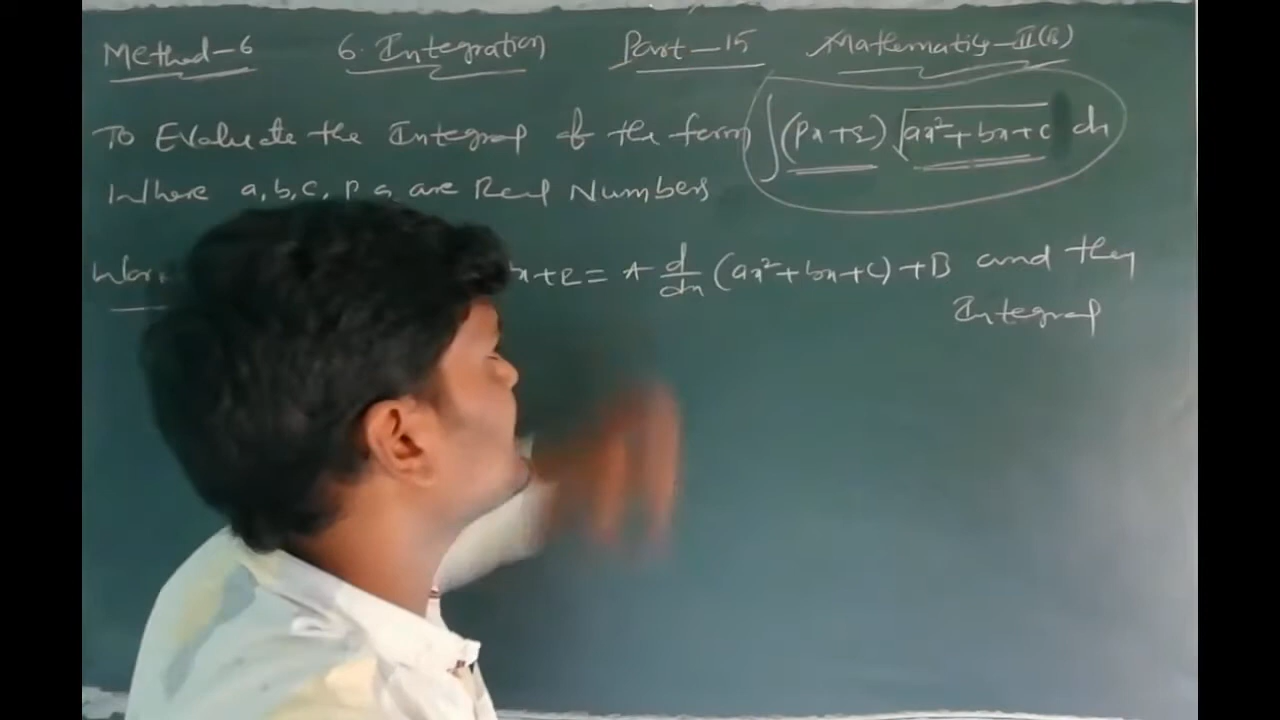 Method-6 6. Integration Part-15 Mathematics-II(B)
To Evaluate the Integral of the form ∫(px+q)√(ax²+bx+c) dx
Where a, b, c, p, q are Real Numbers
x+q = A d/dx (ax²+bx+c) + B and then
Integral